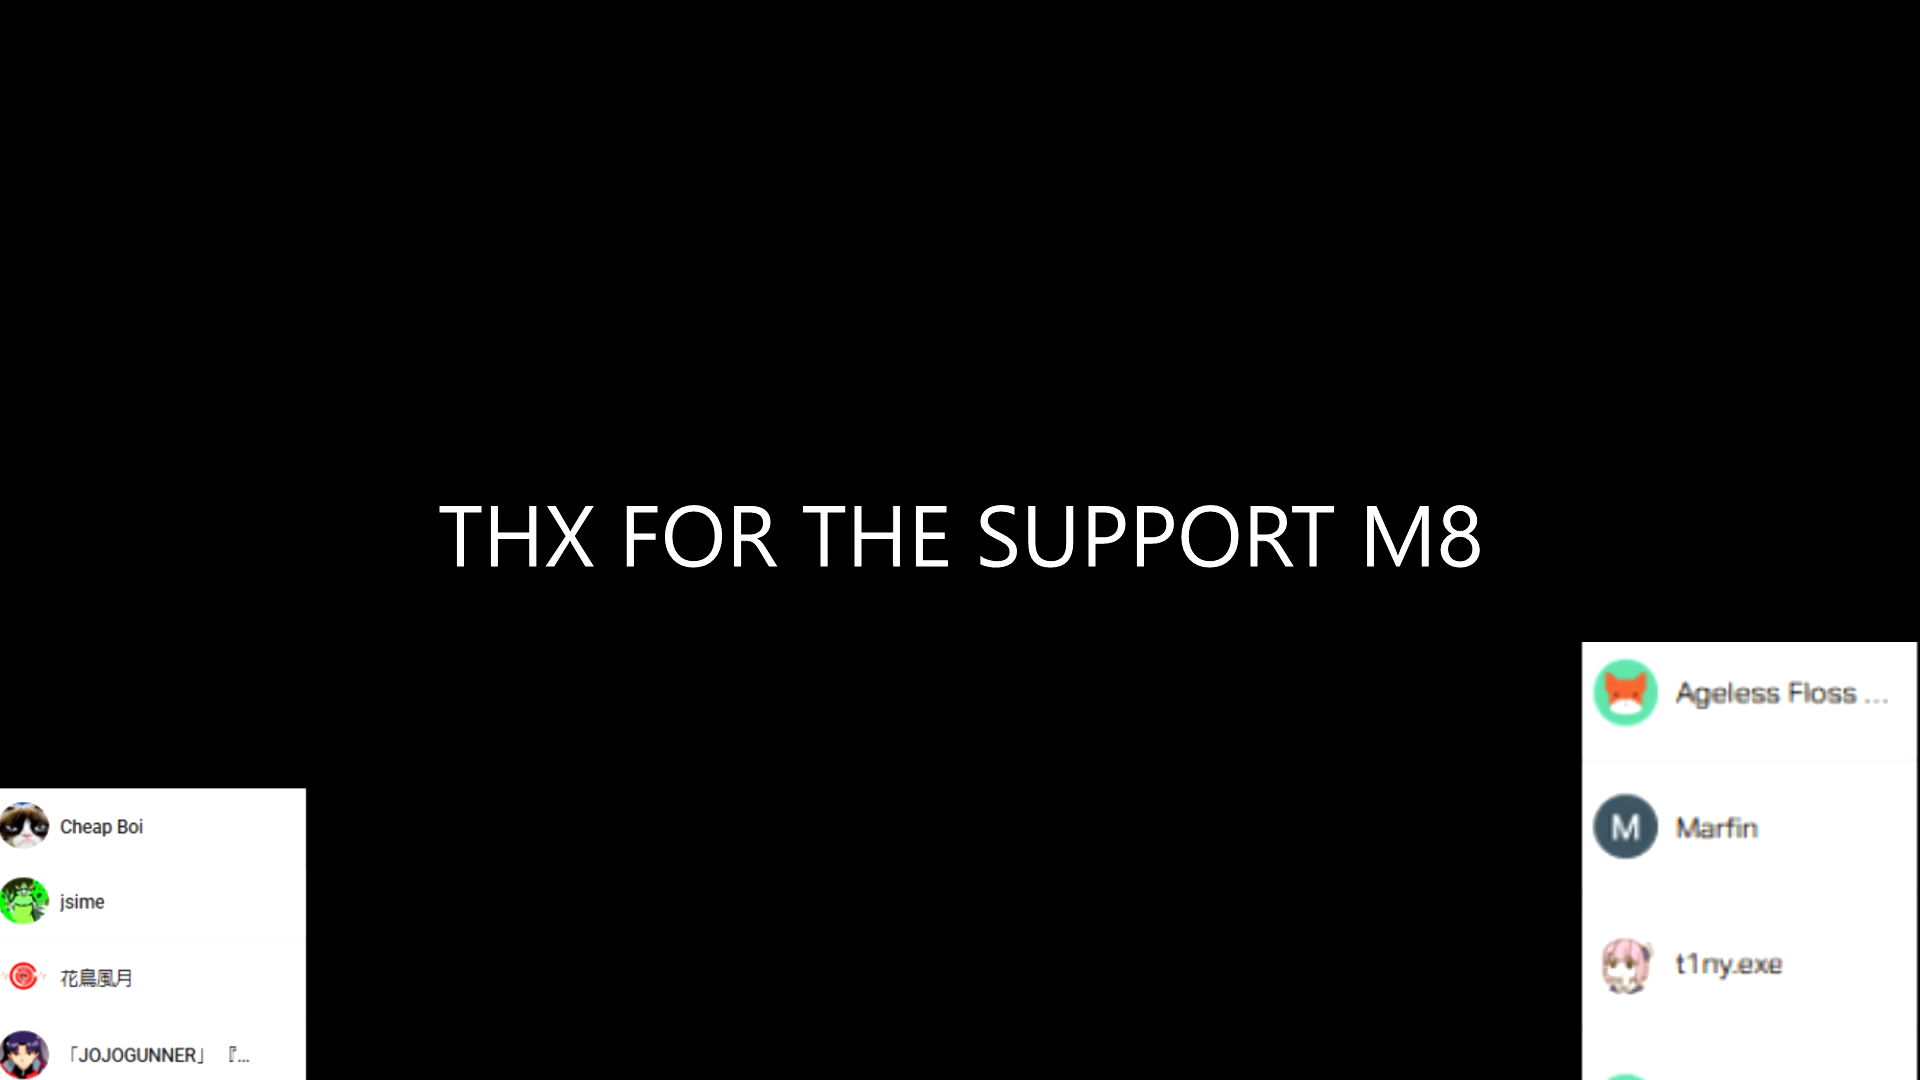 THX FOR THE SUPPORT M8
Ageless Floss ...
M
Marfin
t1ny.exe
Cheap Boi
jsime
花鳥風月
「JOJOGUNNER」 『...